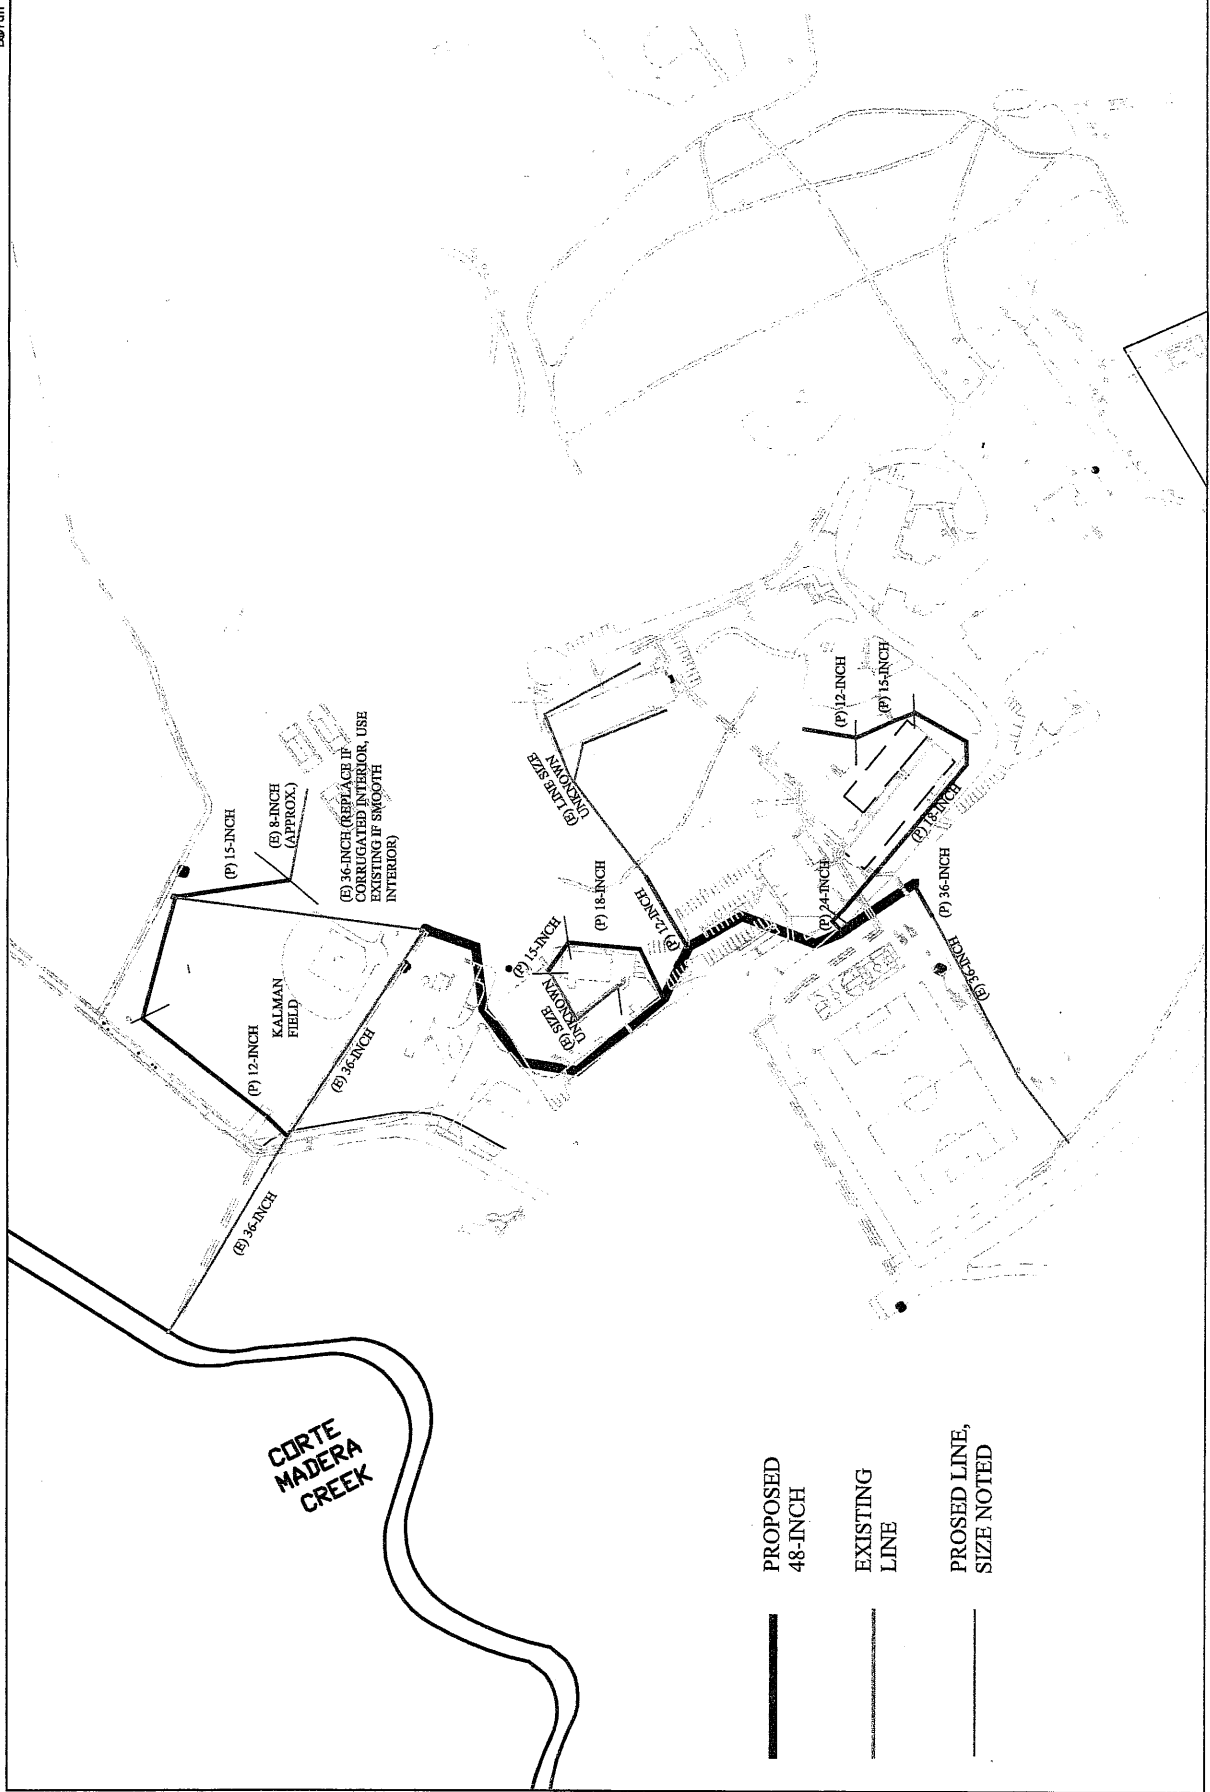 (P) 15-INCH
(E) 8-INCH
(APPROX.)
(E) 36-INCH (REPLACE IF
CORRUGATED INTERIOR, USE
EXISTING IF SMOOTH
INTERIOR)
KALMAN
FIELD
(P) 12-INCH
(E) 36-INCH
(E) 36-INCH
(E) LINE SIZE
UNKNOWN
(P) 18-INCH
(P) 12-INCH
(P) 15-INCH
(E) SIZE
UNKNOWN
(P) 12-INCH
(P) 15-INCH
(P) 18-INCH
(P) 24-INCH
(P) 36-INCH
(E) 36-INCH
CORTE
MADERA
CREEK
PROPOSED
48-INCH
EXISTING
LINE
PROSED LINE,
SIZE NOTED